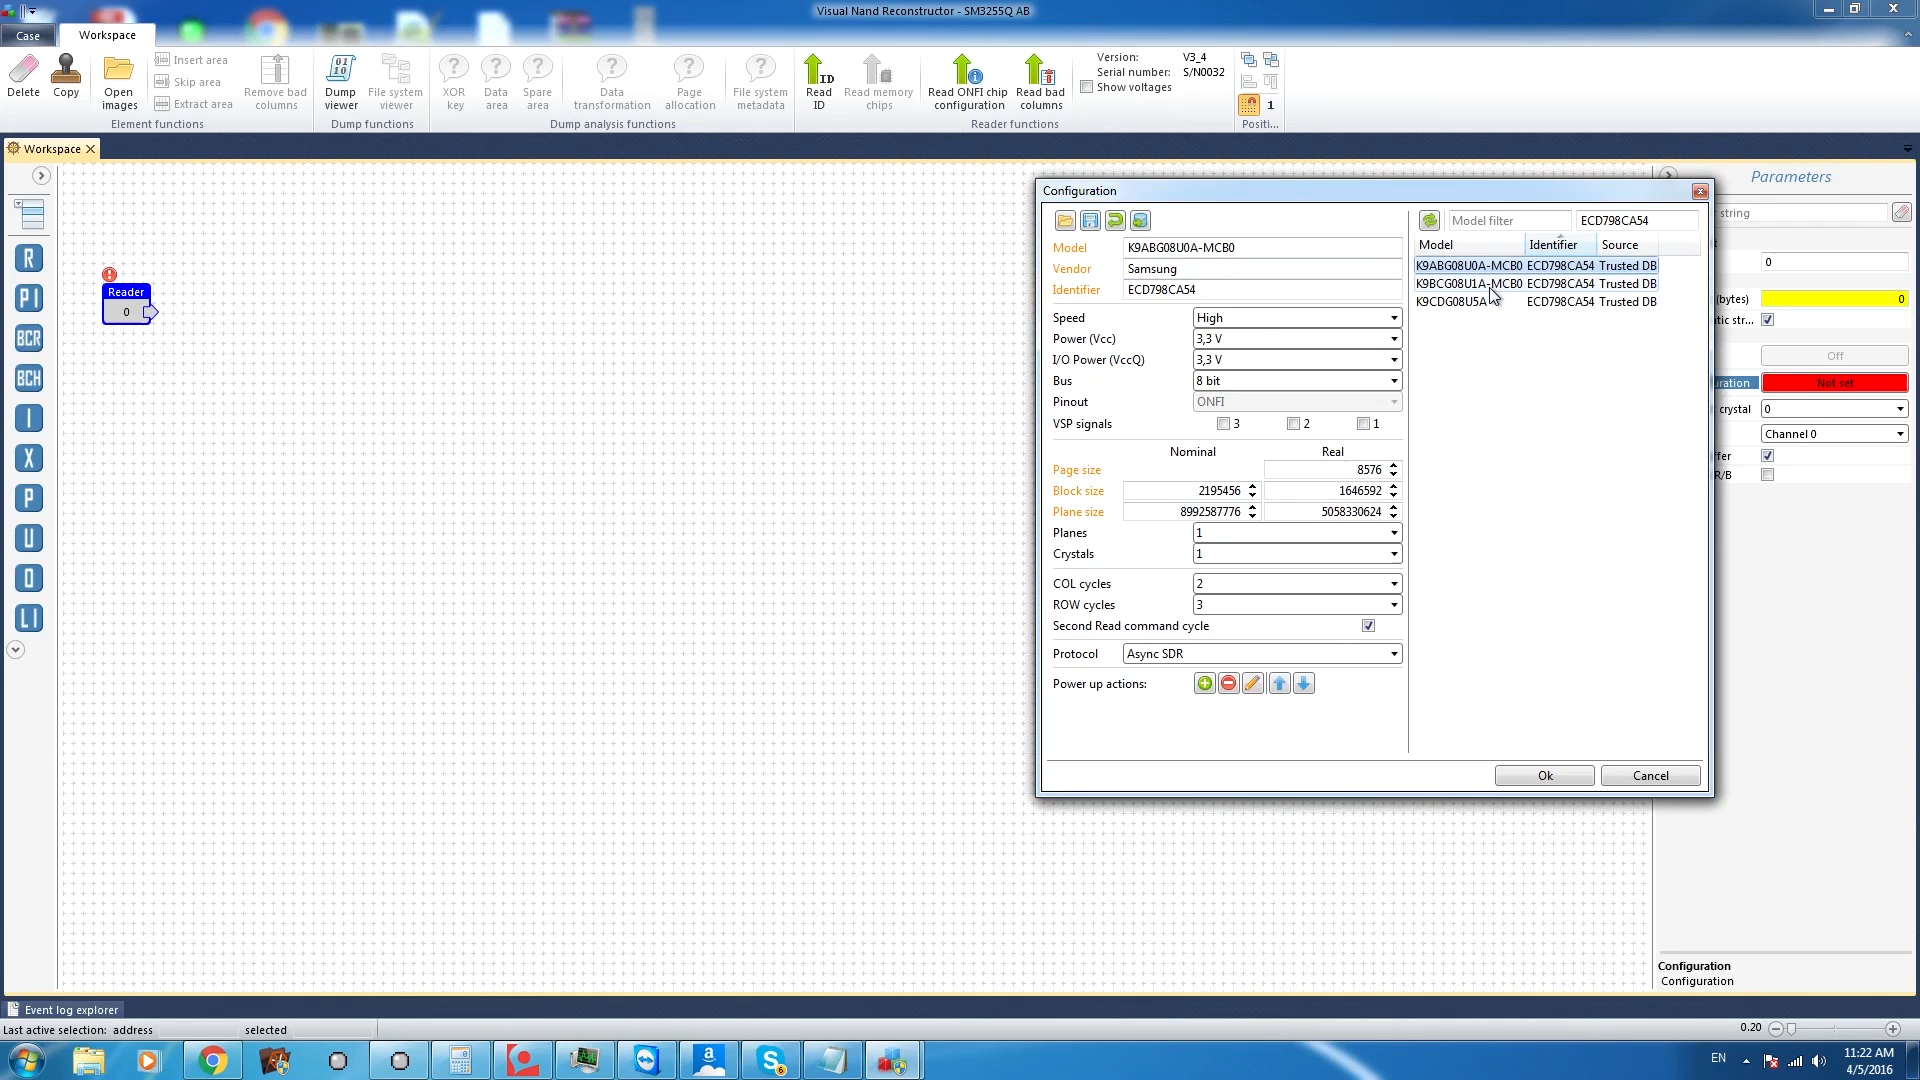 Visual Nand Reconstructor - SM3255Q AB
Case
Workspace
Delete
Copy
Open images
Insert area
Skip area
Extract area
Remove bad columns
Element functions
Dump viewer
File system viewer
Dump functions
XOR key
Data area
Spare area
Data transformation
Page allocation
File system metadata
Dump analysis functions
Read ID
Read memory chips
Read ONFI chip configuration
Read bad columns
Version: V3_4
Serial number: S/N0032
Show voltages
Reader functions
1
Positi...
Workspace
R
PI
BCR
BCH
I
X
P
U
O
LI
Reader
0
Configuration
Model K9ABG08U0A-MCB0
Vendor Samsung
Identifier ECD798CA54
Speed High
Power (Vcc) 3,3 V
I/O Power (VccQ) 3,3 V
Bus 8 bit
Pinout ONFI
VSP signals 3 2 1
Nominal Real
Page size 8576
Block size 2195456 1646592
Plane size 8992587776 5058330624
Planes 1
Crystals 1
COL cycles 2
ROW cycles 3
Second Read command cycle
Protocol Async SDR
Power up actions:
Model filter ECD798CA54
Model Identifier Source
K9ABG08U0A-MCB0 ECD798CA54 Trusted DB
K9BCG08U1A-MCB0 ECD798CA54 Trusted DB
K9CDG08U5A ECD798CA54 Trusted DB
Ok
Cancel
Parameters
string
0
(bytes) 0
tic str...
Off
uration Not set
crystal 0
Channel 0
ffer
R/B
Configuration
Configuration
Event log explorer
Last active selection: address
selected
0.20
EN
11:22 AM
4/5/2016